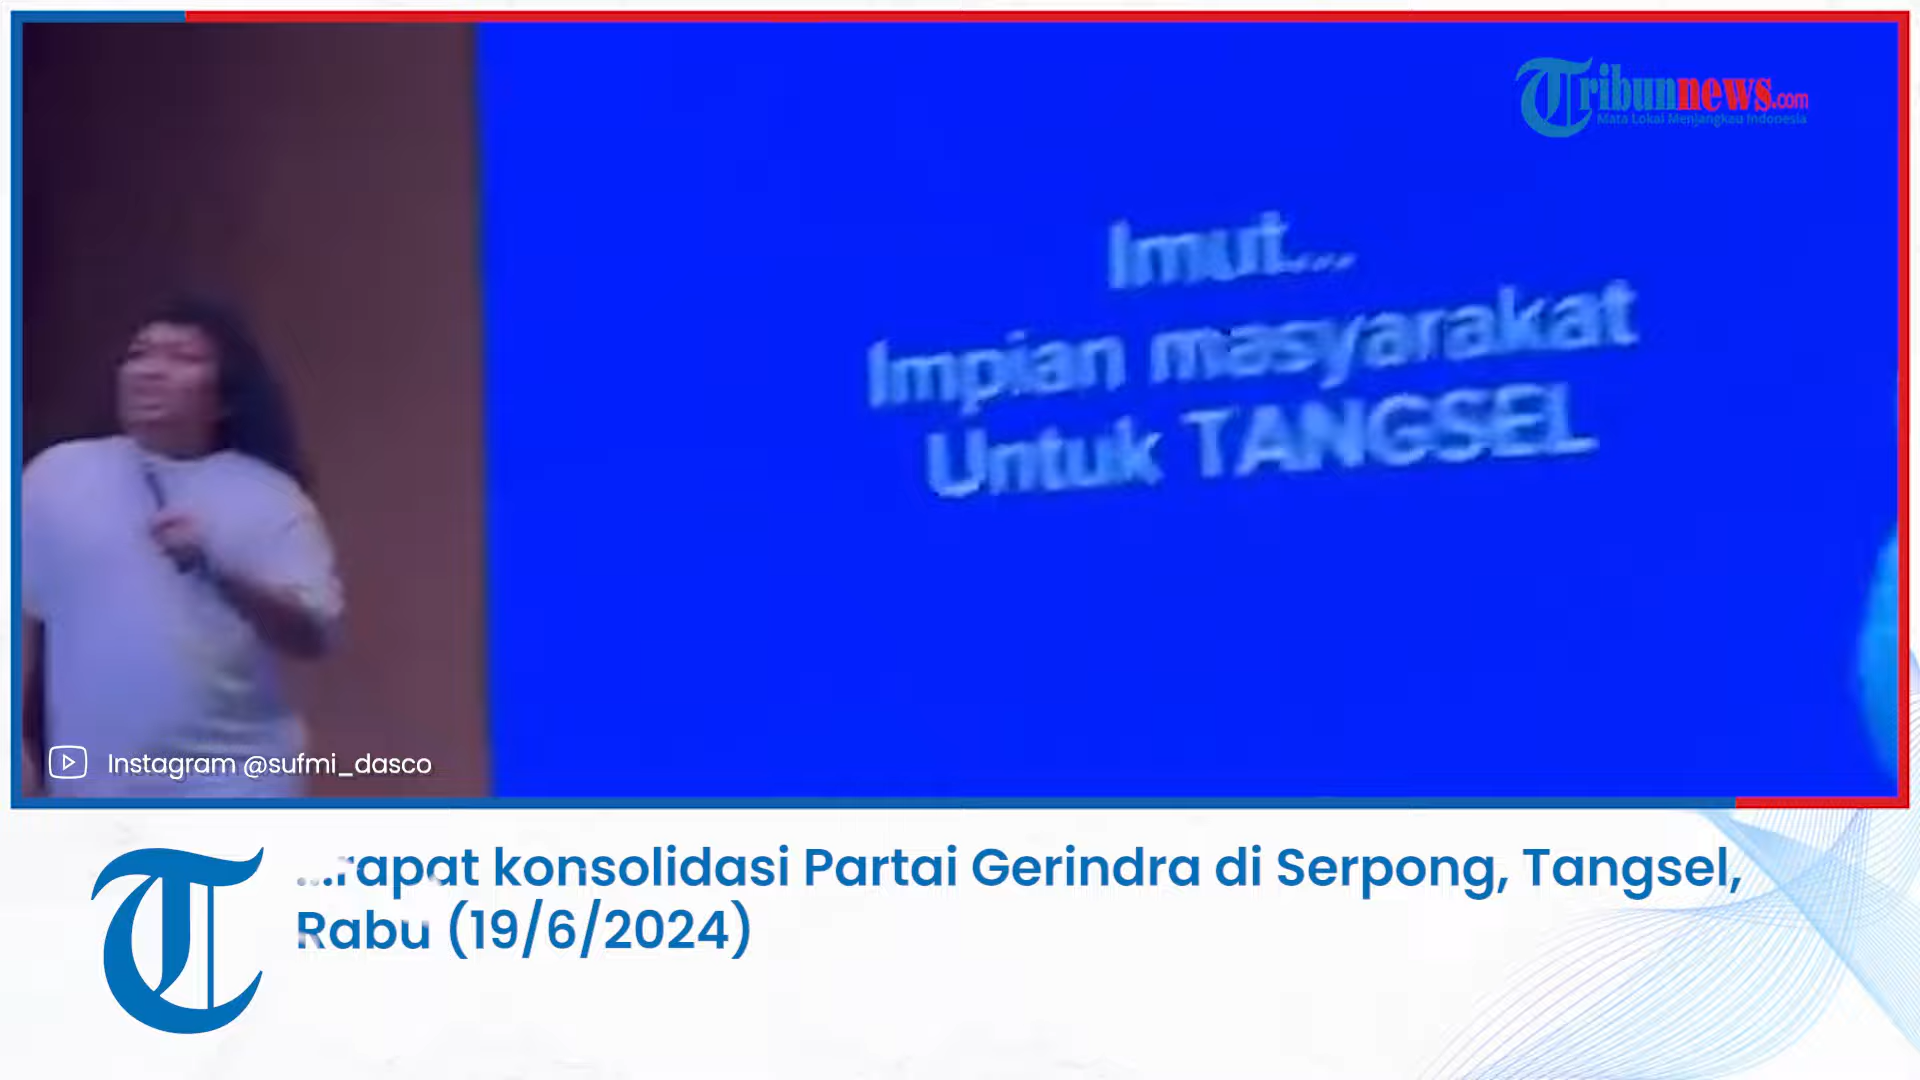 Tribunnews.com
Mata Lokal Menjangkau Indonesia
Imut...
Impian masyarakat
Untuk TANGSEL
Instagram @sufmi_dasco
...rapat konsolidasi Partai Gerindra di Serpong, Tangsel,
Rabu (19/6/2024)